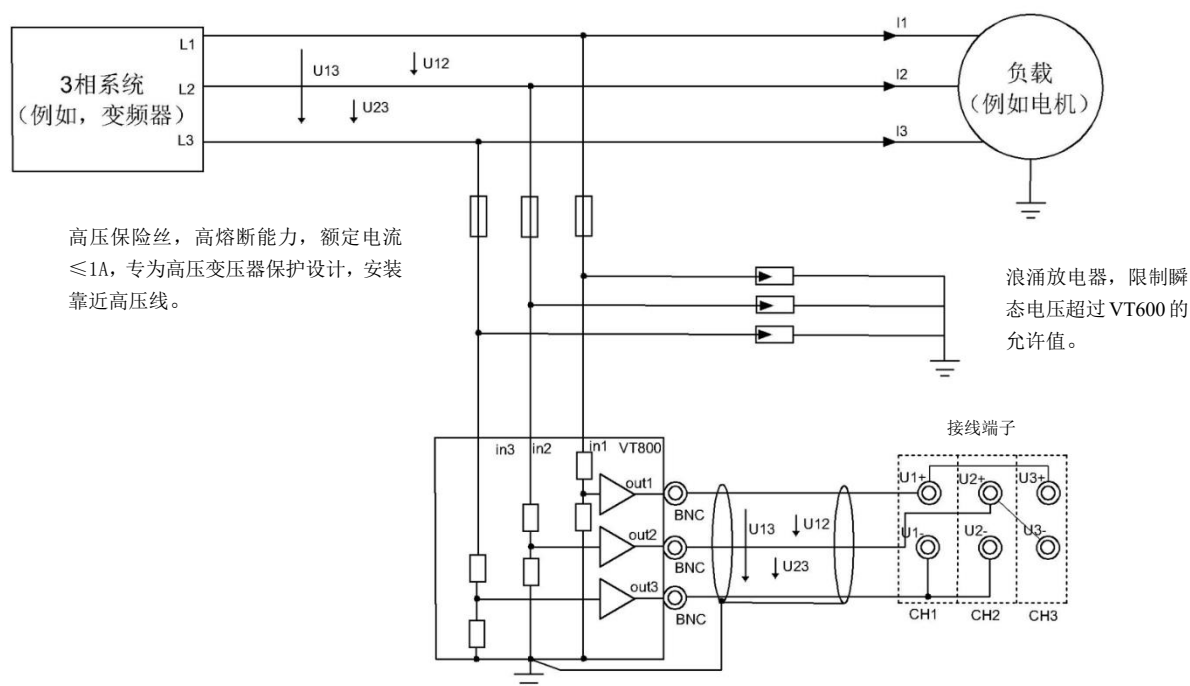 L1
I1
3相系统
(例如，变频器)
L2
L3
U13
U12
U23
I2
I3
负载
(例如电机)
高压保险丝，高熔断能力，额定电流
≤1A，专为高压变压器保护设计，安装
靠近高压线。
浪涌放电器，限制瞬
态电压超过VT600的
允许值。
接线端子
in3
in2
in1
VT800
out1
BNC
out2
BNC
out3
BNC
U13
U12
U23
U1+
U2+
U3+
U1-
U2-
U3-
CH1
CH2
CH3